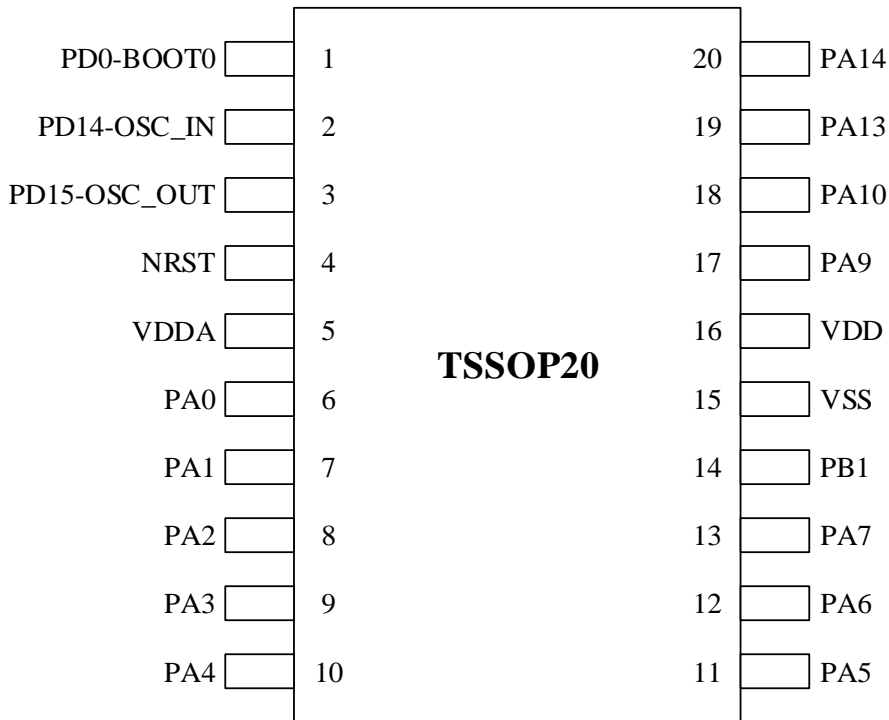 PD0-BOOT0 1 20 PA14
PD14-OSC_IN 2 19 PA13
PD15-OSC_OUT 3 18 PA10
NRST 4 17 PA9
VDDA 5 16 VDD
TSSOP20
PA0 6 15 VSS
PA1 7 14 PB1
PA2 8 13 PA7
PA3 9 12 PA6
PA4 10 11 PA5